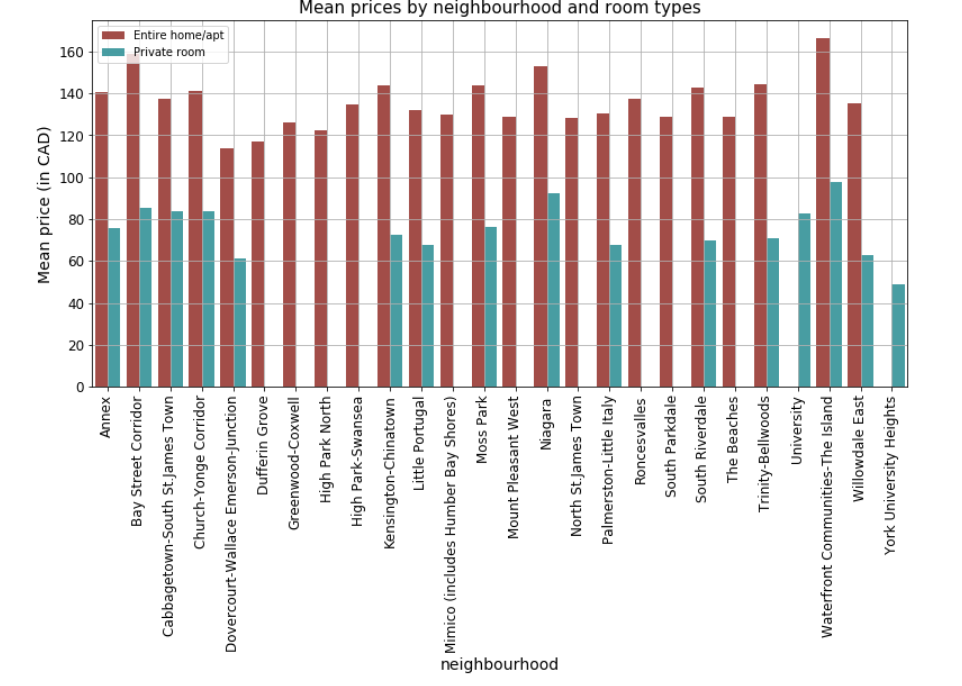 Mean prices by neighbourhood and room types
Entire home/apt
Private room
Mean price (in CAD)
160
140
120
100
80
60
40
20
0
Annex
Bay Street Corridor
Cabbagetown-South St.James Town
Church-Yonge Corridor
Dovercourt-Wallace Emerson-Junction
Dufferin Grove
Greenwood-Coxwell
High Park North
High Park-Swansea
Kensington-Chinatown
Little Portugal
Mimico (includes Humber Bay Shores)
Moss Park
Mount Pleasant West
Niagara
North St.James Town
Palmerston-Little Italy
Roncesvalles
South Parkdale
South Riverdale
The Beaches
Trinity-Bellwoods
University
Waterfront Communities-The Island
Willowdale East
York University Heights
neighbourhood